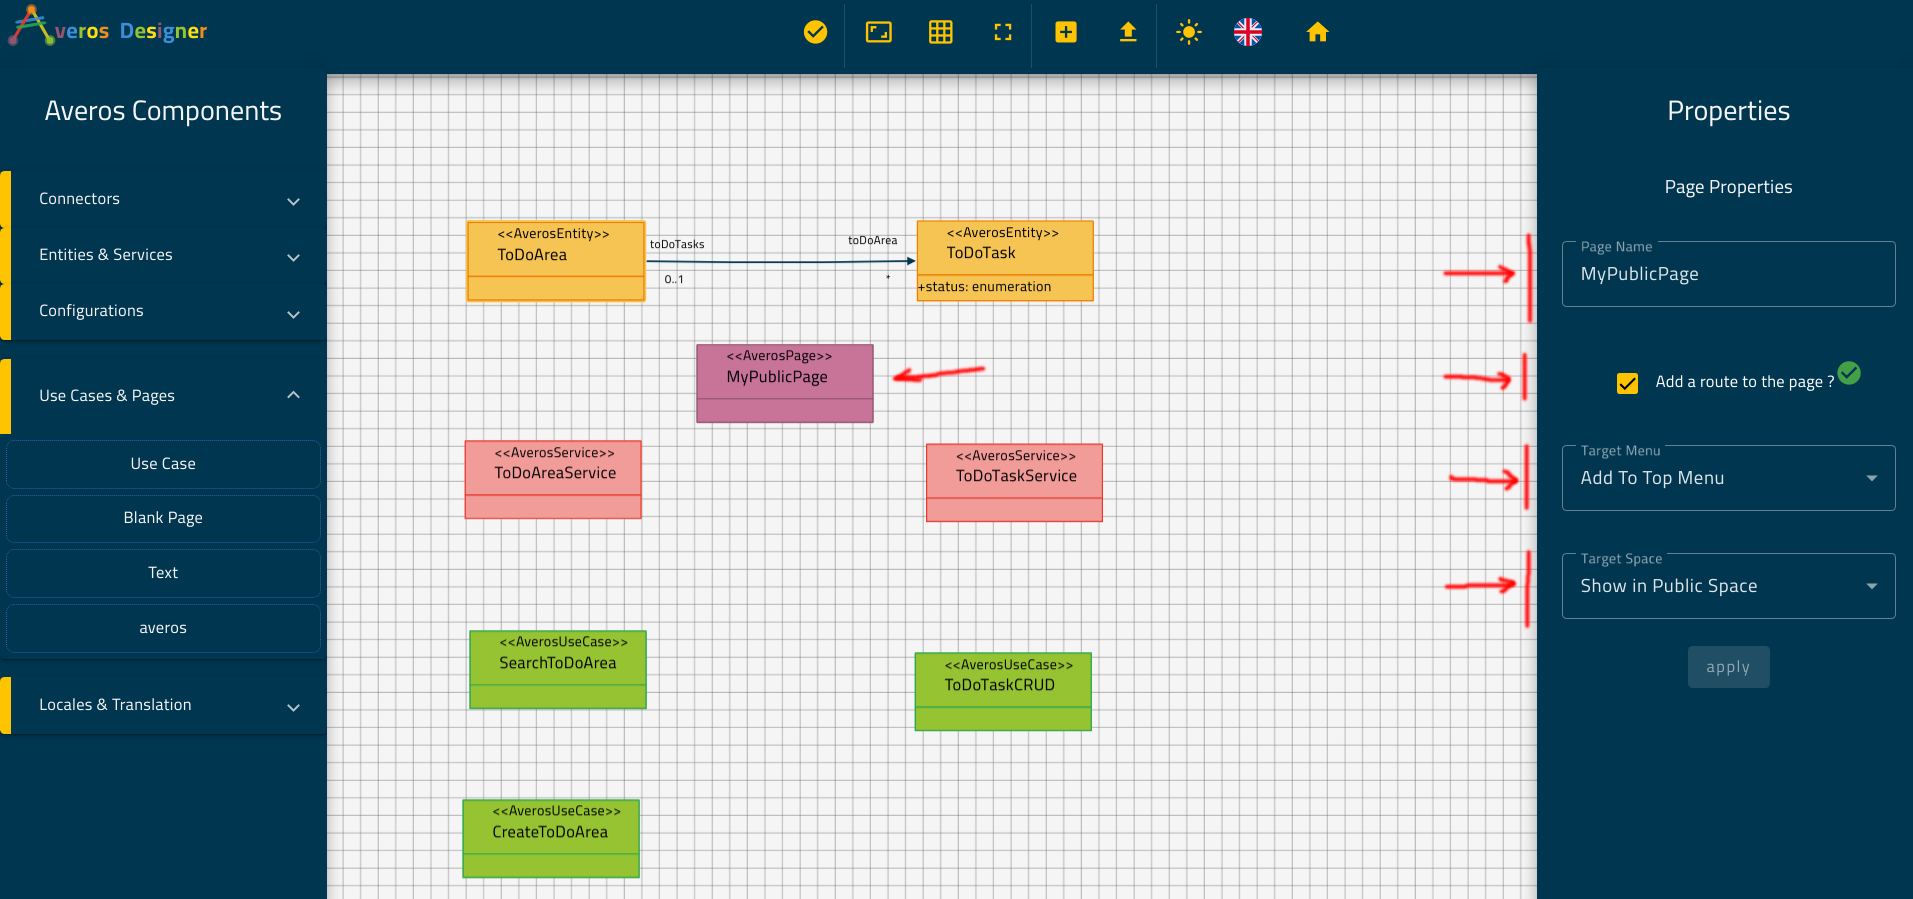 Averos Designer
Averos Components
Connectors
Entities & Services
Configurations
Use Cases & Pages
Use Case
Blank Page
Text
averos
Locales & Translation
<<AverosEntity>>
ToDoArea
toDoTasks
0..1
toDoArea
*
<<AverosEntity>>
ToDoTask
+status: enumeration
<<AverosPage>>
MyPublicPage
<<AverosService>>
ToDoAreaService
<<AverosService>>
ToDoTaskService
<<AverosUseCase>>
SearchToDoArea
<<AverosUseCase>>
ToDoTaskCRUD
<<AverosUseCase>>
CreateToDoArea
Properties
Page Properties
Page Name
MyPublicPage
Add a route to the page ?
Target Menu
Add To Top Menu
Target Space
Show in Public Space
apply